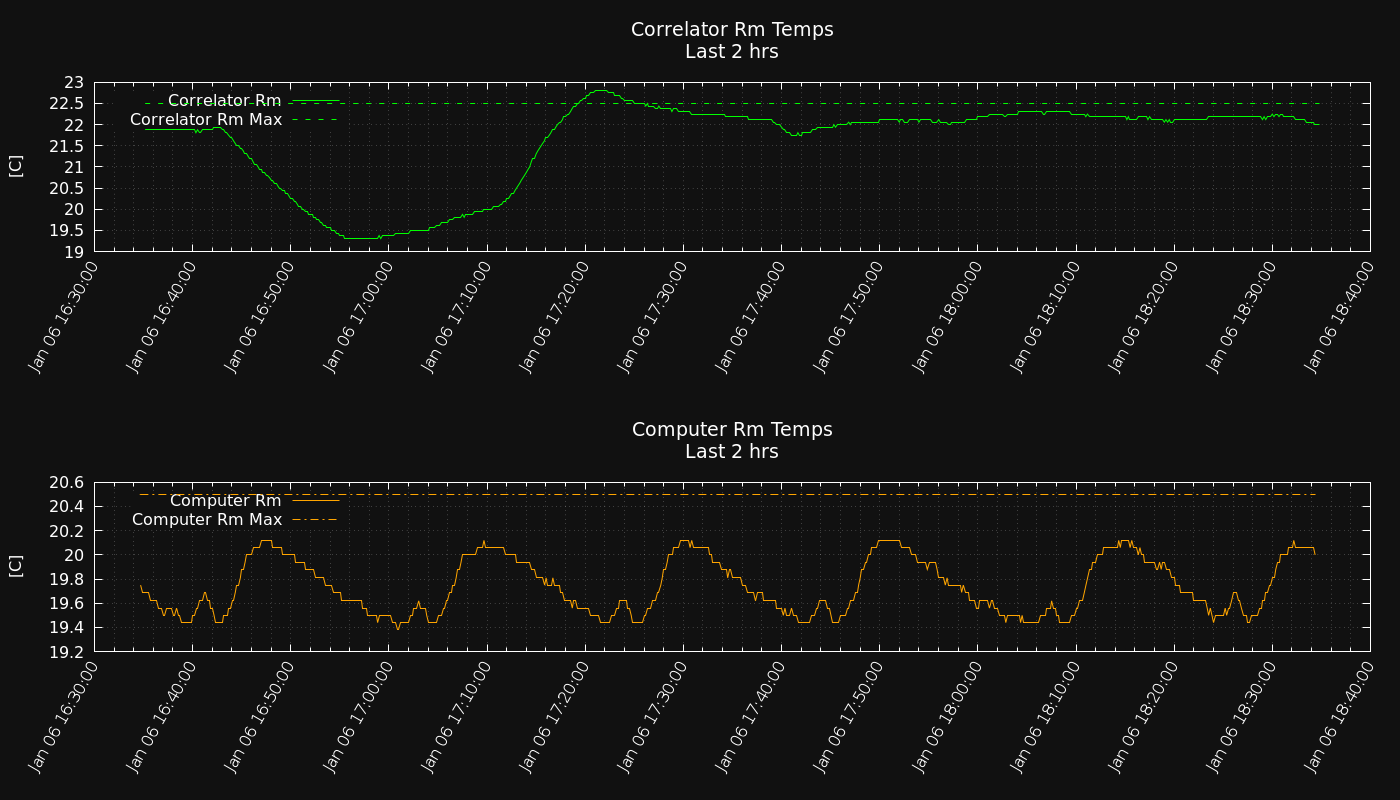 Correlator Rm Temps
Last 2 hrs
23
22.5
22
21.5
21
20.5
20
19.5
19
[C]
Correlator Rm
Correlator Rm Max
Jan 06 16:30:00
Jan 06 16:40:00
Jan 06 16:50:00
Jan 06 17:00:00
Jan 06 17:10:00
Jan 06 17:20:00
Jan 06 17:30:00
Jan 06 17:40:00
Jan 06 17:50:00
Jan 06 18:00:00
Jan 06 18:10:00
Jan 06 18:20:00
Jan 06 18:30:00
Jan 06 18:40:00
Computer Rm Temps
Last 2 hrs
20.6
20.4
20.2
20
19.8
19.6
19.4
19.2
[C]
Computer Rm
Computer Rm Max
Jan 06 16:30:00
Jan 06 16:40:00
Jan 06 16:50:00
Jan 06 17:00:00
Jan 06 17:10:00
Jan 06 17:20:00
Jan 06 17:30:00
Jan 06 17:40:00
Jan 06 17:50:00
Jan 06 18:00:00
Jan 06 18:10:00
Jan 06 18:20:00
Jan 06 18:30:00
Jan 06 18:40:00